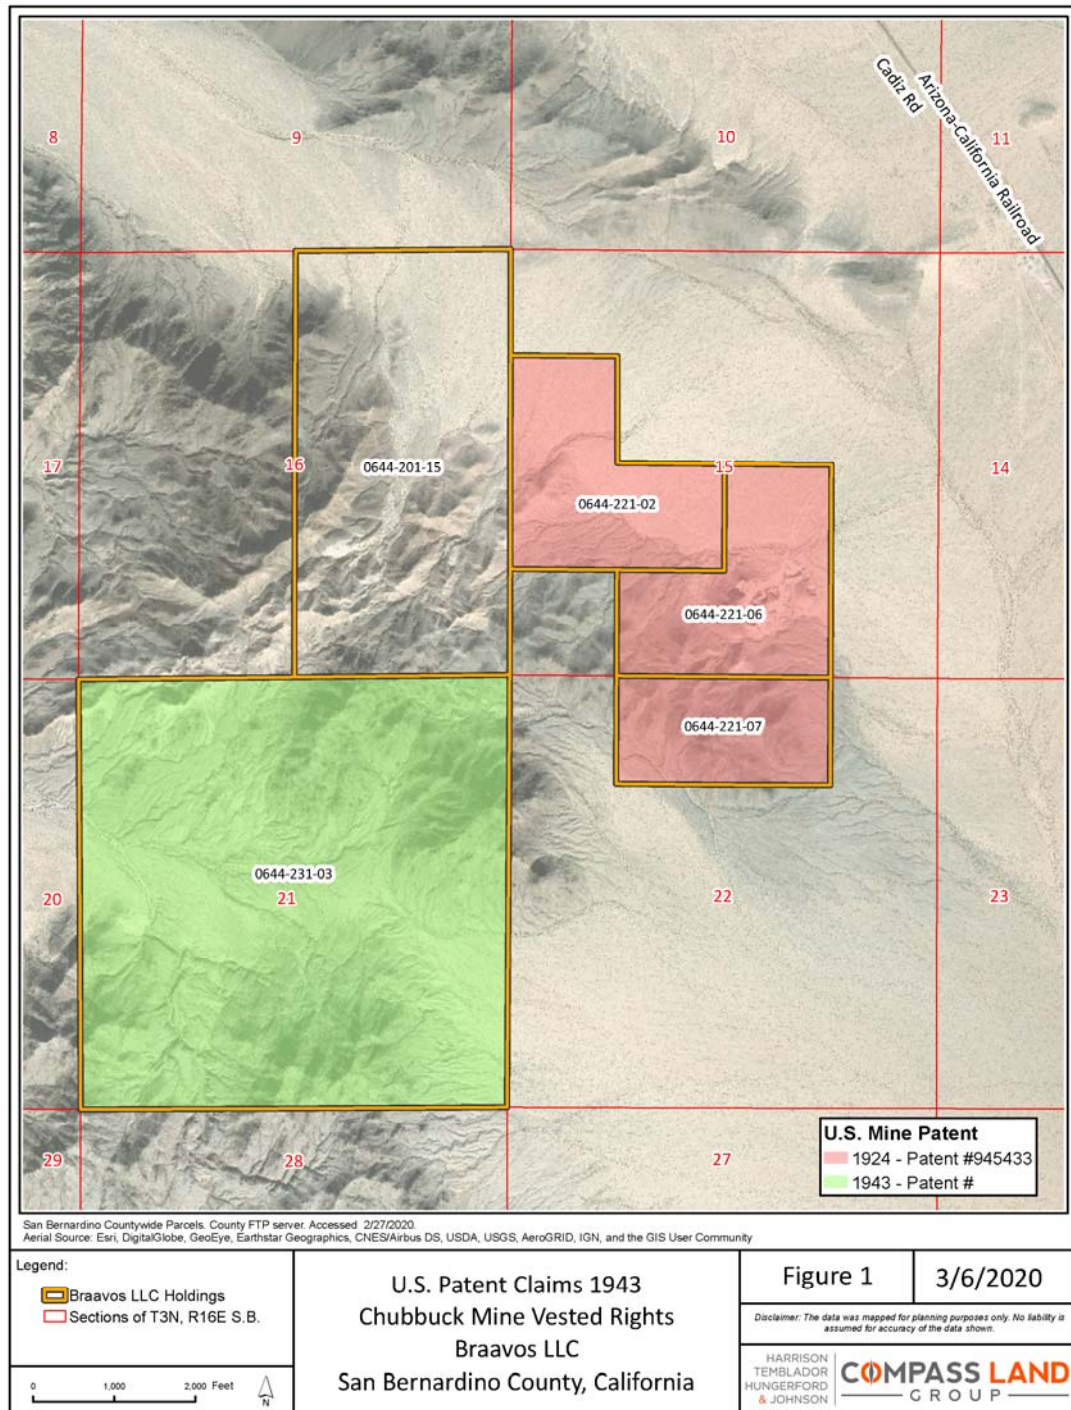 Cadiz Rd
Arizona-California Railroad
8
9
10
11
17
16
0644-201-15
15
14
0644-221-02
0644-221-06
0644-221-07
0644-231-03
20
21
22
23
29
28
27
U.S. Mine Patent
1924 - Patent #945433
1943 - Patent #
San Bernardino Countywide Parcels. County FTP server. Accessed 2/27/2020.
Aerial Source: Esri, DigitalGlobe, GeoEye, Earthstar Geographics, CNES/Airbus DS, USDA, USGS, AeroGRID, IGN, and the GIS User Community
Legend:
Braavos LLC Holdings
Sections of T3N, R16E S.B.
0 1,000 2,000 Feet
N
U.S. Patent Claims 1943
Chubbuck Mine Vested Rights
Braavos LLC
San Bernardino County, California
Figure 1
3/6/2020
Disclaimer: The data was mapped for planning purposes only. No liability is
assumed for accuracy of the data shown.
HARRISON
TEMBLADOR
HUNGERFORD
& JOHNSON
COMPASS LAND
GROUP